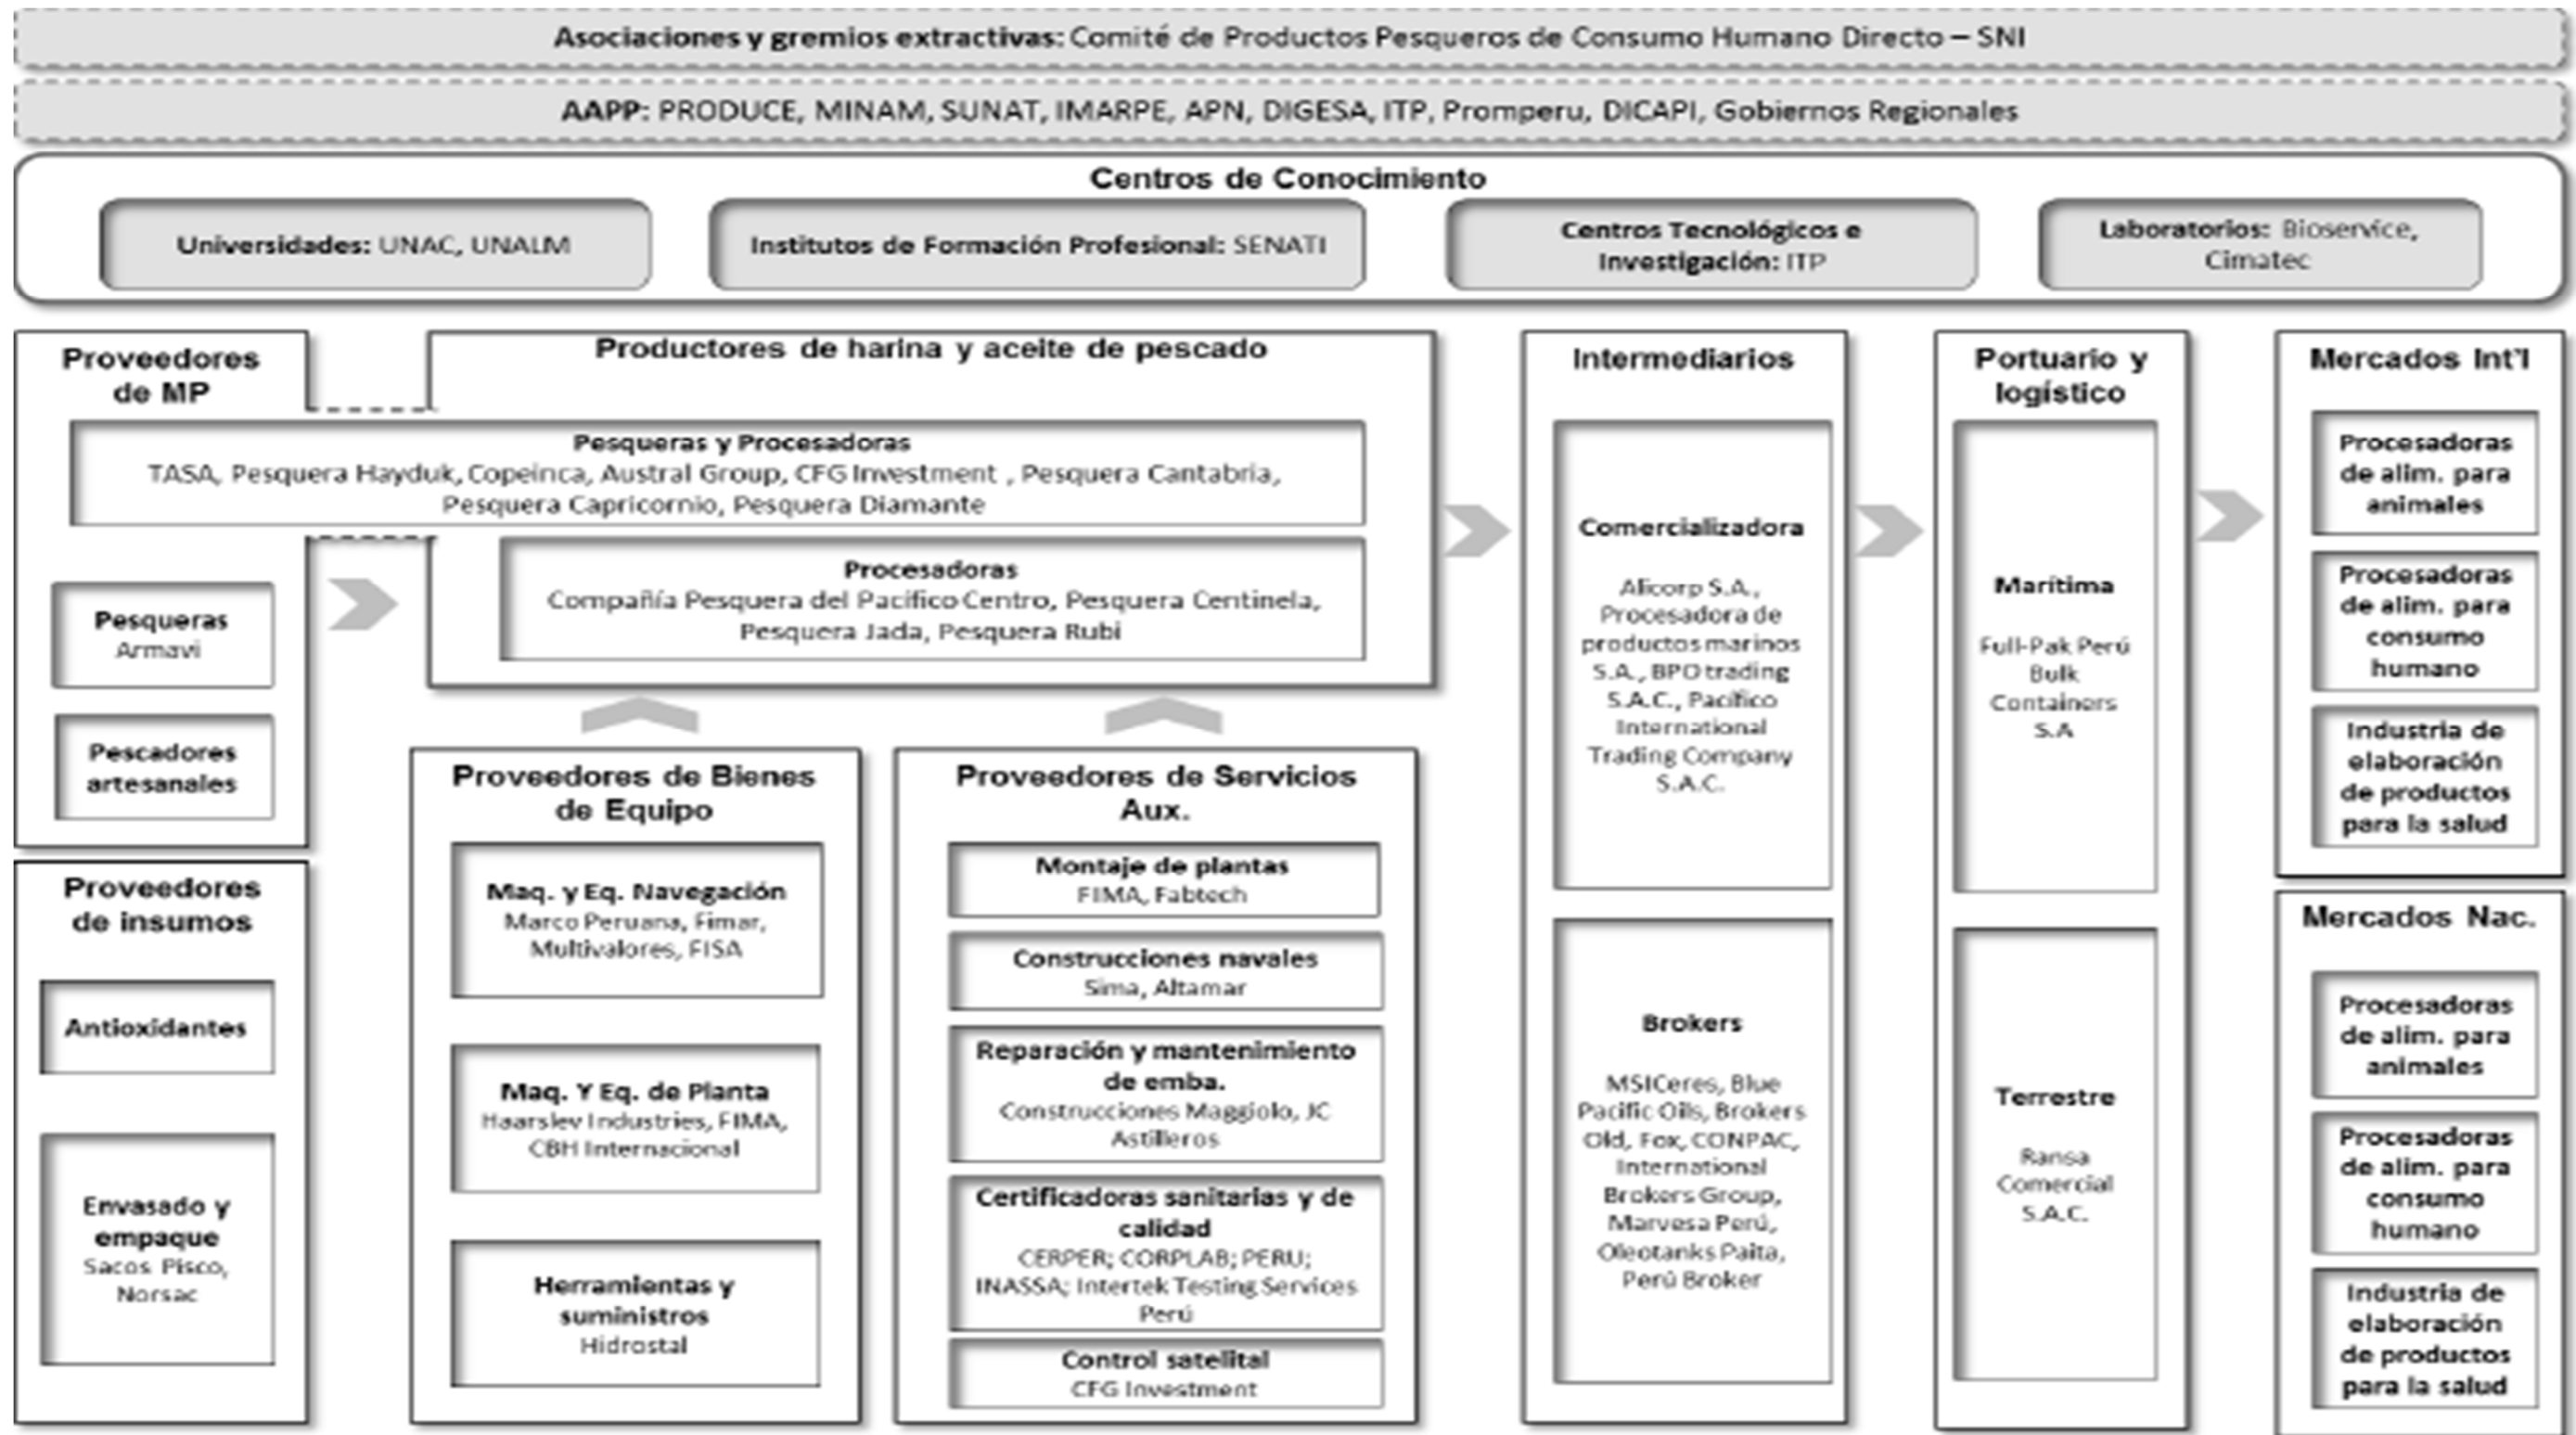 Asociaciones y gremios extractivas: Comité de Productos Pesqueros de Consumo Humano Directo – SNI
AAPP: PRODUCE, MINAM, SUNAT, IMARPE, APN, DIGESA, ITP, Promperu, DICAPI, Gobiernos Regionales
Centros de Conocimiento
Universidades: UNAC, UNALM
Institutos de Formación Profesional: SENATI
Centros Tecnológicos e
Investigación: ITP
Laboratorios: Bioservice,
Cimatec
Proveedores
de MP
Productores de harina y aceite de pescado
Pesqueras y Procesadoras
TASA, Pesquera Hayduk, Copeinca, Austral Group, CFG Investment , Pesquera Cantabria,
Pesquera Capricornio, Pesquera Diamante
Procesadoras
Compañía Pesquera del Pacifico Centro, Pesquera Centinela,
Pesquera Jada, Pesquera Rubi
Pesqueras
Armavi
Pescadores
artesanales
Proveedores
de insumos
Antioxidantes
Envasado y
empaque
Sacos Pisco,
Norsac
Proveedores de Bienes
de Equipo
Maq. y Eq. Navegación
Marco Peruana, Fimar,
Multivalores, FISA
Maq. Y Eq. de Planta
Haarslev Industries, FIMA,
CBH Internacional
Herramientas y
suministros
Hidrostal
Proveedores de Servicios
Aux.
Montaje de plantas
FIMA, Fabtech
Construcciones navales
Sima, Altamar
Reparación y mantenimiento
de emba.
Construcciones Maggiolo, JC
Astilleros
Certificadoras sanitarias y de
calidad
CERPER; CORPLAB; PERU;
INASSA; Intertek Testing Services
Perú
Control satelital
CFG Investment
Intermediarios
Comercializadora
Alicorp S.A.,
Procesadora de
productos marinos
S.A., BPO trading
S.A.C., Pacífico
International
Trading Company
S.A.C.
Brokers
MSICeres, Blue
Pacific Oils, Brokers
Old, Fox, CONPAC,
International
Brokers Group,
Marvesa Perú,
Oleotanks Paita,
Perú Broker
Portuario y
logístico
Marítima
Full-Pak Perú
Bulk
Containers
S.A
Terrestre
Ransa
Comercial
S.A.C.
Mercados Int'l
Procesadoras
de alim. para
animales
Procesadoras
de alim. para
consumo
humano
Industria de
elaboración
de productos
para la salud
Mercados Nac.
Procesadoras
de alim. para
animales
Procesadoras
de alim. para
consumo
humano
Industria de
elaboración
de productos
para la salud